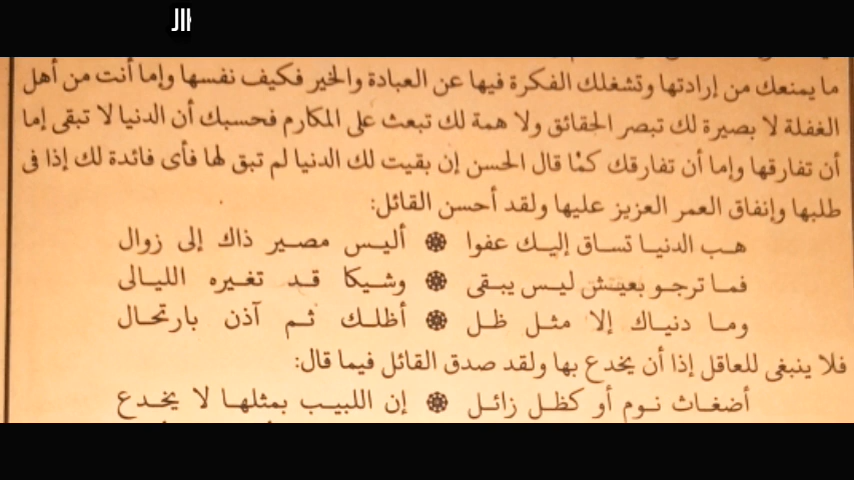 ما يمنعك من إرادتها وتشغلك الفكرة فيها عن العبادة والخير فكيف نفسها وإما أنت من أهل
الغفلة لا بصيرة لك تبصر الحقائق ولا همة لك تبعث على المكارم فحسبك أن الدنيا لا تبقى إما
أن تفارقها وإما أن تفارقك كما قال الحسن إن بقيت لك الدنيا لم تبق لها فأى فائدة لك إذا فى
طلبها وإنفاق العمر العزيز عليها ولقد أحسن القائل:
هب الدنيا تساق إليك عفوا ۞ أليس مصير ذاك إلى زوال
فما ترجو بعيش ليس يبقى ۞ وشيكا قد تغيره الليالى
وما دنياك إلا مثل ظل ۞ أظلك ثم آذن بارتحال
فلا ينبغى للعاقل إذا أن يخدع بها ولقد صدق القائل فيما قال:
أضغاث نوم أو كظل زائل ۞ إن اللبيب بمثلها لا يخدع